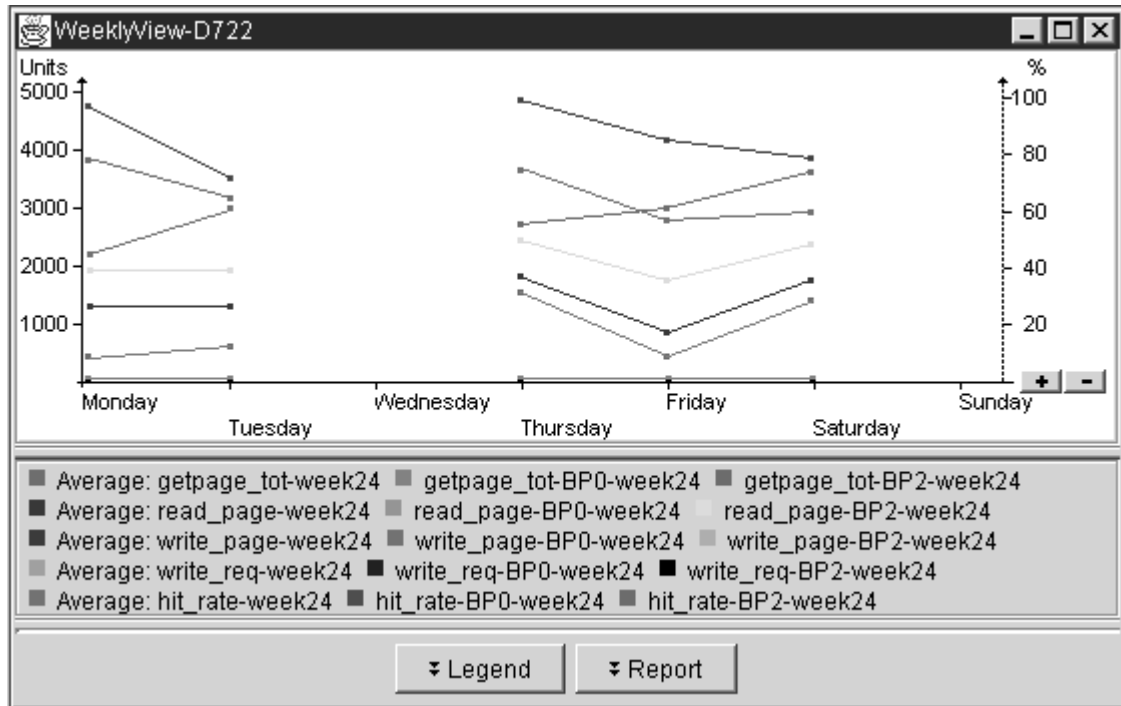 WeeklyView-D722
Units %
5000 100
4000 80
3000 60
2000 40
1000 20
+ -
Monday Wednesday Friday Sunday
Tuesday Thursday Saturday
Average: getpage_tot-week24 getpage_tot-BP0-week24 getpage_tot-BP2-week24
Average: read_page-week24 read_page-BP0-week24 read_page-BP2-week24
Average: write_page-week24 write_page-BP0-week24 write_page-BP2-week24
Average: write_req-week24 write_req-BP0-week24 write_req-BP2-week24
Average: hit_rate-week24 hit_rate-BP0-week24 hit_rate-BP2-week24
Legend Report